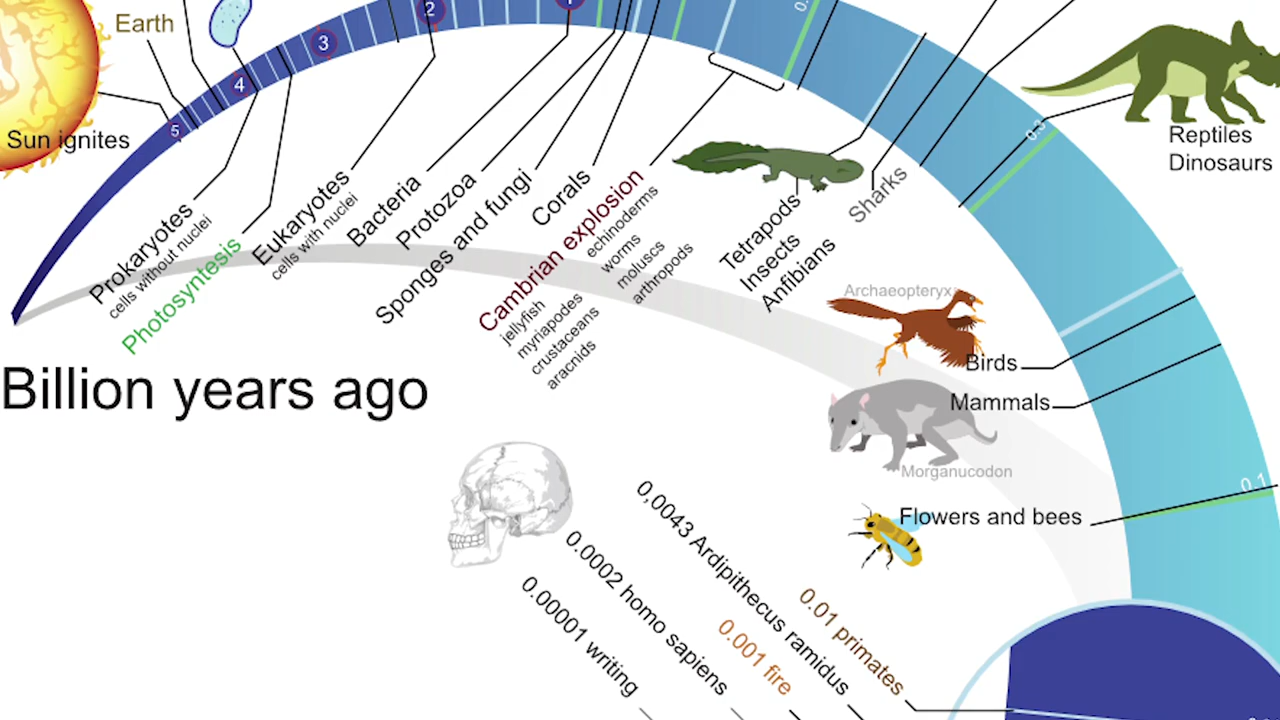 Earth
Sun ignites
5
4
3
2
1
0.3
0.1
Reptiles
Dinosaurs
Prokaryotes
cells without nuclei
Photosyntesis
Eukaryotes
cells with nuclei
Bacteria
Protozoa
Sponges and fungi
Corals
Cambrian explosion
echinoderms
worms
moluscs
arthropods
jellyfish
myriapodes
crustaceans
aracnids
Tetrapods
Insects
Anfibians
Sharks
Archaeopteryx
Birds
Mammals
Morganucodon
Flowers and bees
Billion years ago
0,0043 Ardipithecus ramidus
0.0002 homo sapiens
0.00001 writing
0.001 fire
0.01 primates